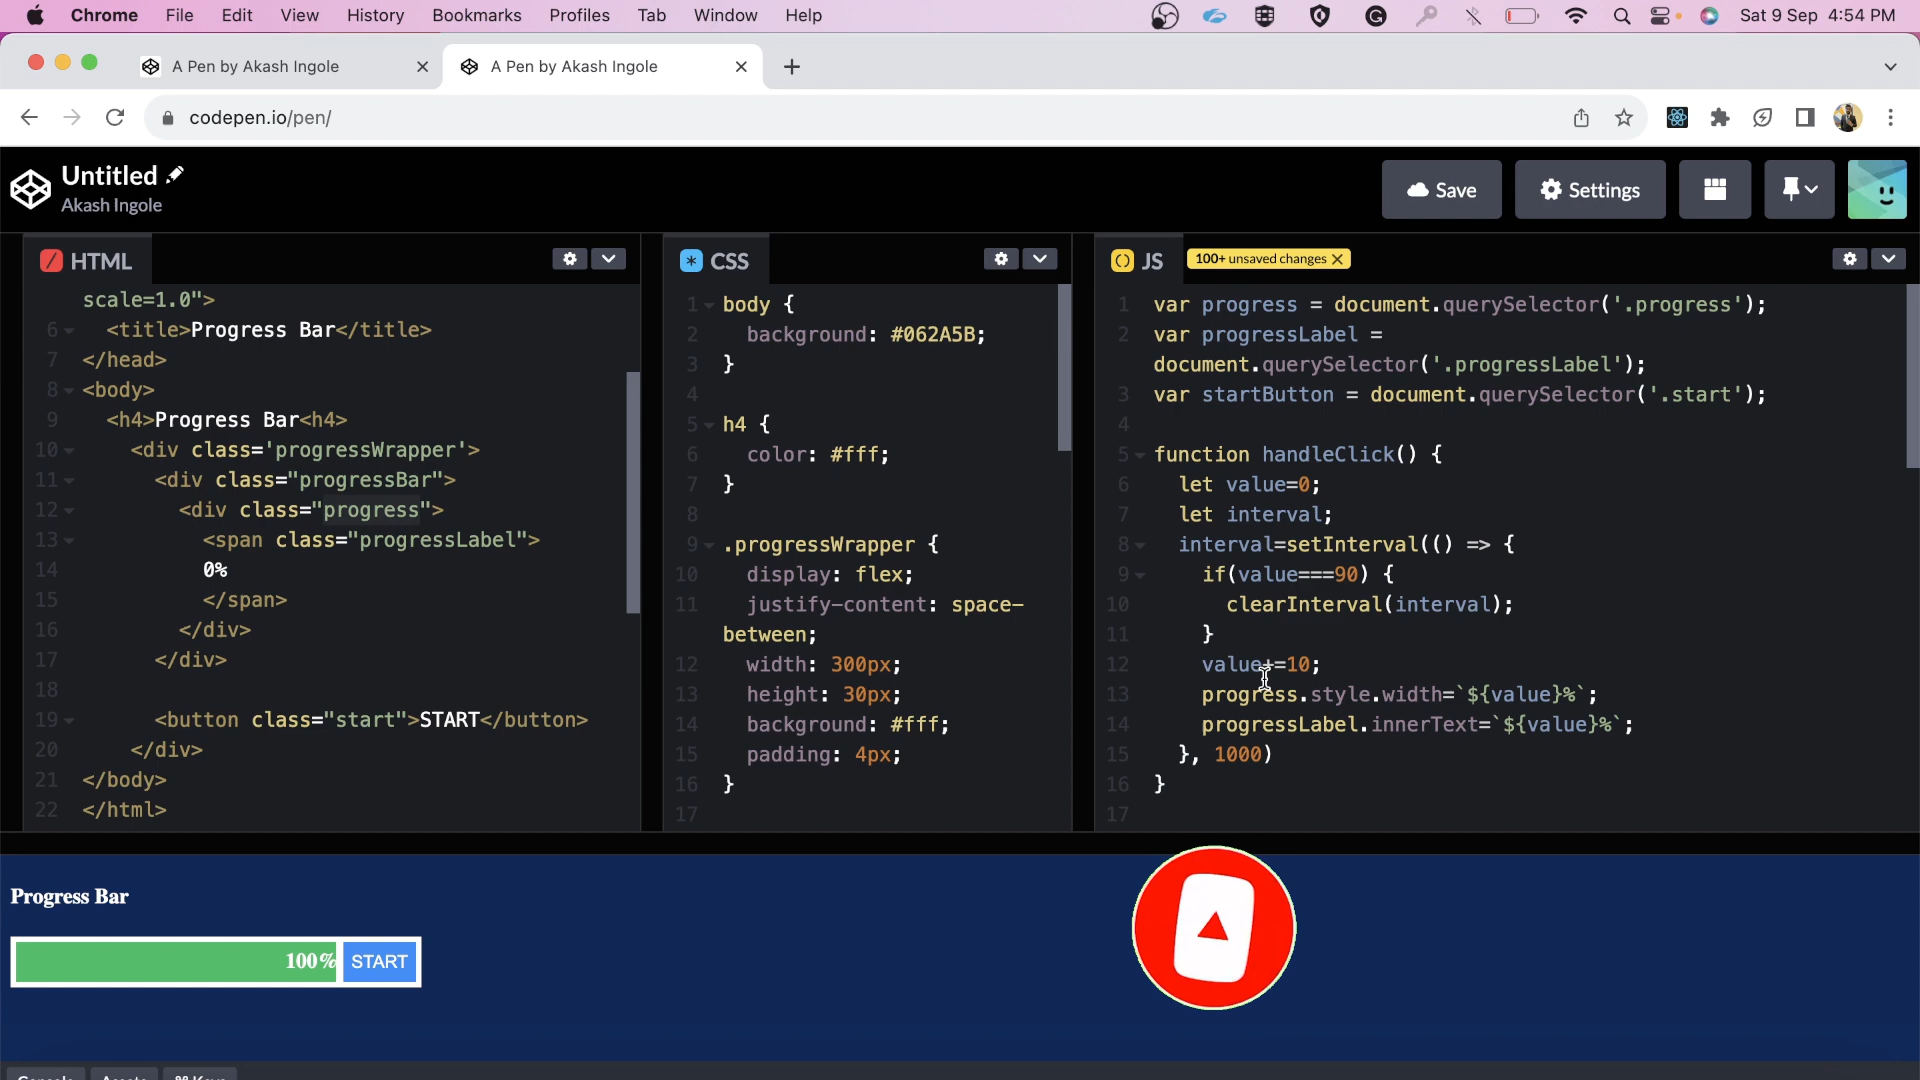 Chrome File Edit View History Bookmarks Profiles Tab Window Help Sat 9 Sep 4:54 PM
A Pen by Akash Ingole A Pen by Akash Ingole
codepen.io/pen/
Untitled
Akash Ingole
Save Settings
HTML
scale=1.0">
6 <title>Progress Bar</title>
7 </head>
8 <body>
9 <h4>Progress Bar<h4>
10 <div class='progressWrapper'>
11 <div class="progressBar">
12 <div class="progress">
13 <span class="progressLabel">
14 0%
15 </span>
16 </div>
17 </div>
18
19 <button class="start">START</button>
20 </div>
21 </body>
22 </html>
CSS
1 body {
2 background: #062A5B;
3 }
4
5 h4 {
6 color: #fff;
7 }
8
9 .progressWrapper {
10 display: flex;
11 justify-content: space-
between;
12 width: 300px;
13 height: 30px;
14 background: #fff;
15 padding: 4px;
16 }
17
JS 100+ unsaved changes
1 var progress = document.querySelector('.progress');
2 var progressLabel =
document.querySelector('.progressLabel');
3 var startButton = document.querySelector('.start');
4
5 function handleClick() {
6 let value=0;
7 let interval;
8 interval=setInterval(() => {
9 if(value===90) {
10 clearInterval(interval);
11 }
12 value+=10;
13 progress.style.width=`${value}%`;
14 progressLabel.innerText=`${value}%`;
15 }, 1000)
16 }
17
Progress Bar
100% START